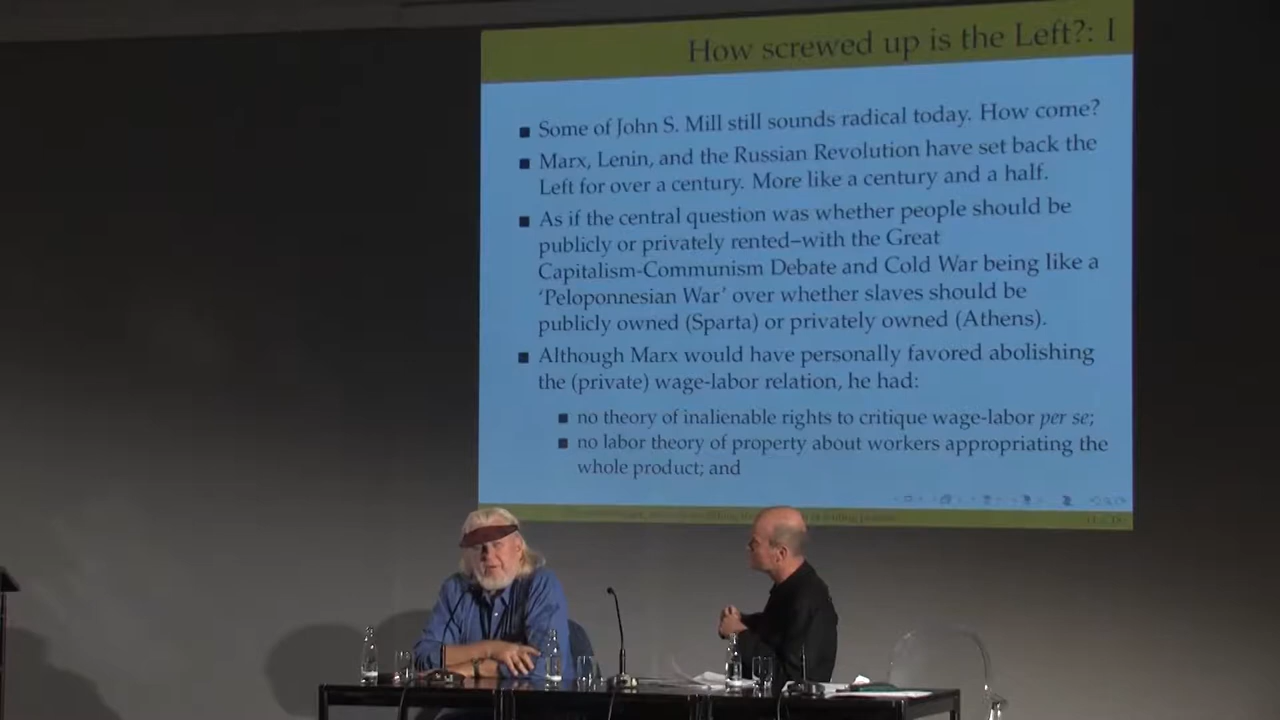 How screwed up is the Left?: I
■ Some of John S. Mill still sounds radical today. How come?
■ Marx, Lenin, and the Russian Revolution have set back the
Left for over a century. More like a century and a half.
■ As if the central question was whether people should be
publicly or privately rented–with the Great
Capitalism-Communism Debate and Cold War being like a
‘Peloponnesian War’ over whether slaves should be
publicly owned (Sparta) or privately owned (Athens).
■ Although Marx would have personally favored abolishing
the (private) wage-labor relation, he had:
■ no theory of inalienable rights to critique wage-labor per se;
■ no labor theory of property about workers appropriating the
whole product; and